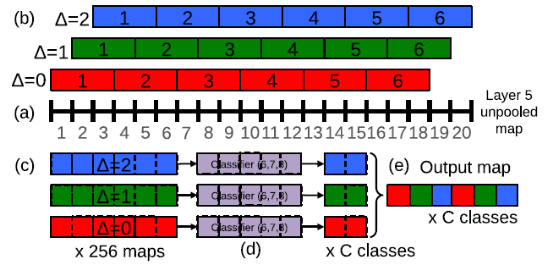 (b) Δ=2 1 2 3 4 5 6
Δ=1 1 2 3 4 5 6
Δ=0 1 2 3 4 5 6
(a)
Layer 5
unpooled
map
1 2 3 4 5 6 7 8 9 10 11 12 13 14 15 16 17 18 19 20
(c) Δ=2 Classifier (5,7,8)
Δ=1 Classifier (5,7,8)
Δ=0 Classifier (5,7,8)
x 256 maps
(d)
x C classes
(e) Output map
x C classes